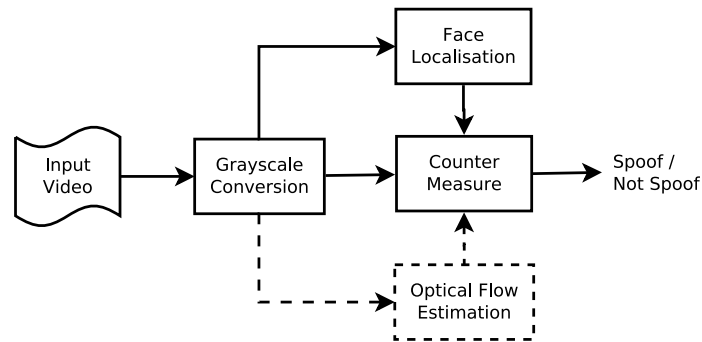 Face
Localisation
Input
Video
Grayscale
Conversion
Counter
Measure
Spoof /
Not Spoof
Optical Flow
Estimation